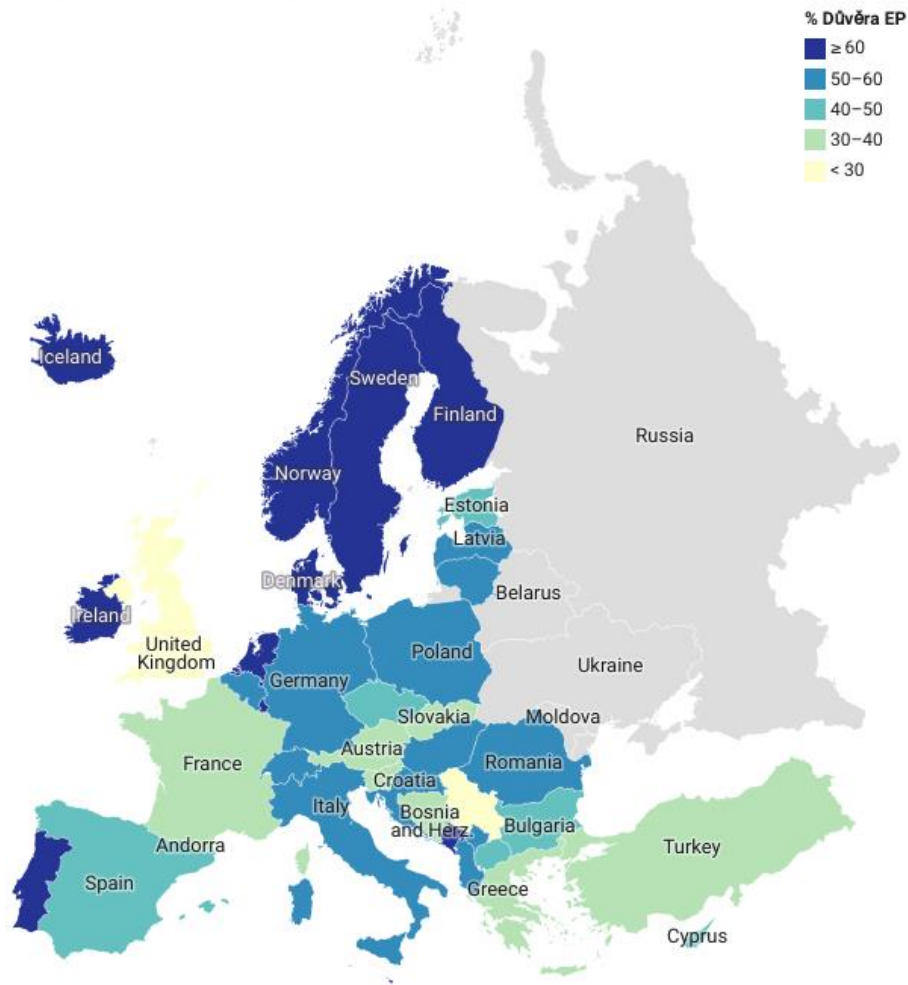 % Důvěra EP
≥ 60
50–60
40–50
30–40
< 30
Iceland
Sweden
Finland
Russia
Norway
Estonia
Latvia
Denmark
Belarus
Ireland
United
Kingdom
Poland
Ukraine
Germany
Slovakia
Moldova
Austria
France
Romania
Croatia
Italy
Bosnia
and Herz.
Bulgaria
Andorra
Turkey
Spain
Greece
Cyprus